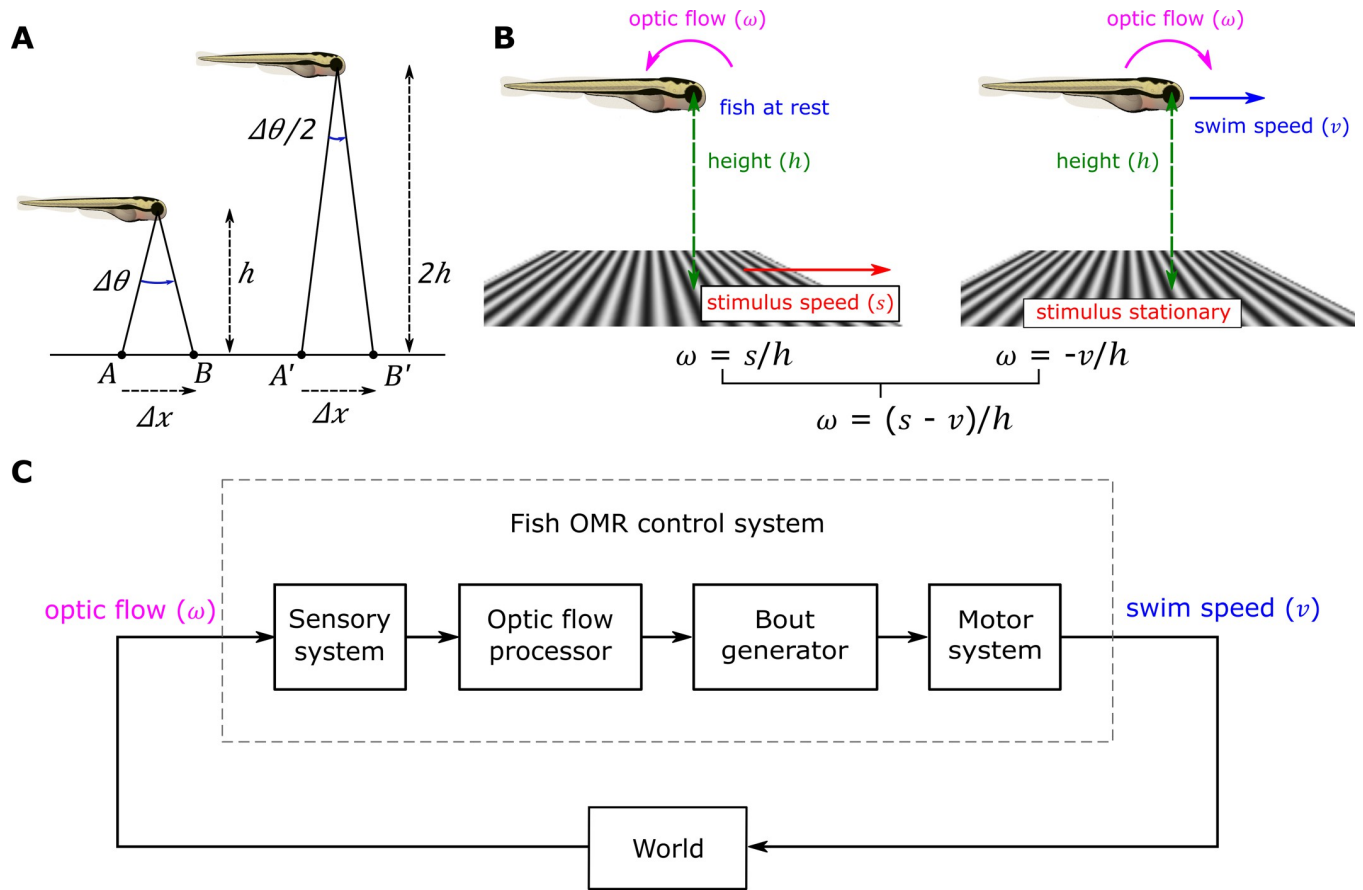 A
Δθ/2
Δθ
h
2h
A
B
A'
B'
Δx
Δx
B
optic flow (ω)
fish at rest
height (h)
stimulus speed (s)
ω = s/h
optic flow (ω)
swim speed (v)
height (h)
stimulus stationary
ω = -v/h
ω = (s - v)/h
C
Fish OMR control system
optic flow (ω)
Sensory
system
Optic flow
processor
Bout
generator
Motor
system
swim speed (v)
World